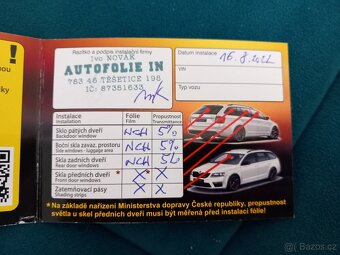 !
Razítko a podpis instalační firmy
Ivo NOVÁK
AUTOFOLIE IN
783 46 TĚŠETICE 198
IČ: 87351633
Datum instalace 16.8.2022
VIN
Typ vozu
Instalace
Installation
Fólie
Film
Propustnost
Transmittance
Sklo pátých dveří
Backdoor window
NCH 5%
Boční skla zavaz. prostoru
Side windows - luggage area
NCH 5%
Skla zadních dveří
Rear door windows
NCH 5%
Skla předních dveří
Front door windows
* X * X
Zatemňovací pásy
Shading strips
X X
* Na základě nařízení Ministerstva dopravy České republiky, propustnost
světla u skel předních dveří musí být měřená před instalací fólie!
bazoš.cz